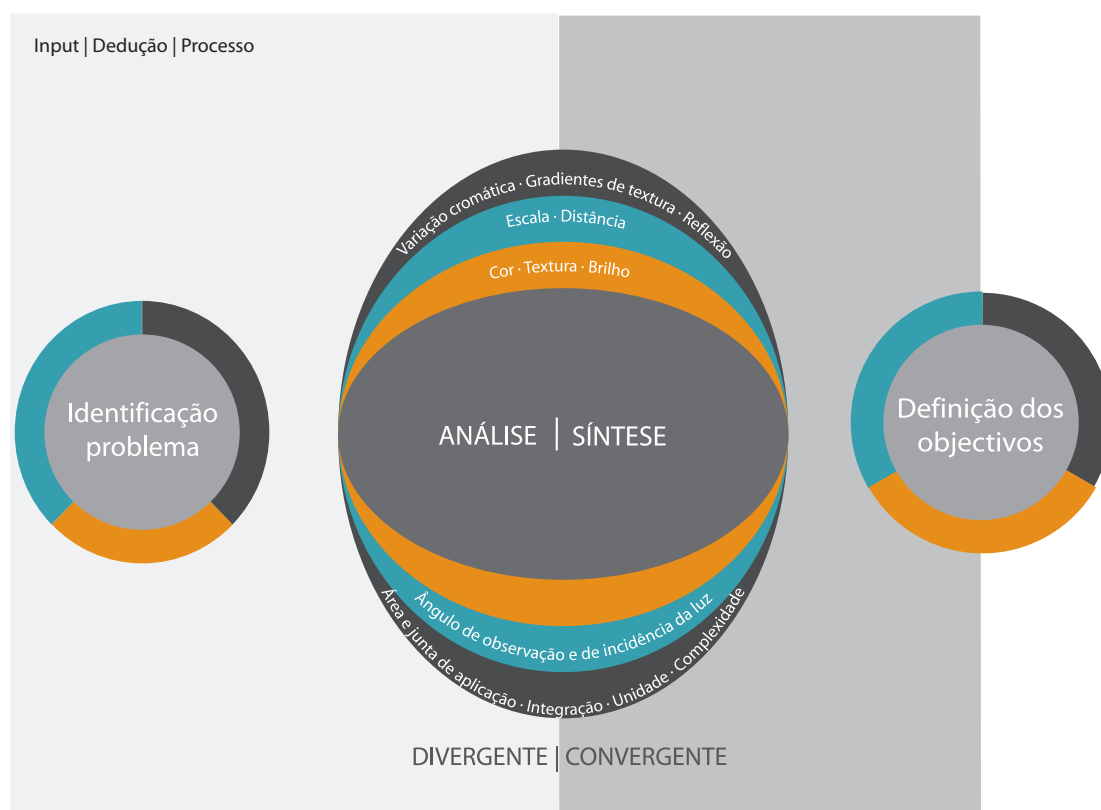 Input | Dedução | Processo
Variação cromática · Gradientes de textura · Reflexão
Escala · Distância
Cor · Textura · Brilho
Identificação
problema
ANÁLISE | SÍNTESE
Definição dos
objectivos
Ângulo de observação e de incidência da luz
Área e junta de aplicação · Integração · Unidade · Complexidade
DIVERGENTE | CONVERGENTE